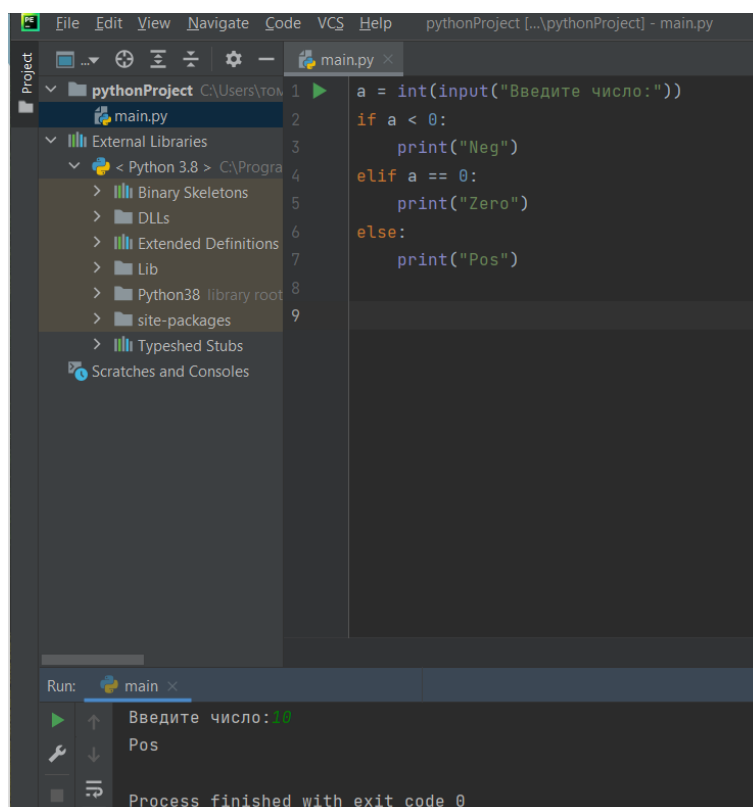 PC
File Edit View Navigate Code VCS Help pythonProject [...\pythonProject] - main.py
Project
... main.py
pythonProject C:\Users\том
main.py
External Libraries
< Python 3.8 > C:\Progra
Binary Skeletons
DLLs
Extended Definitions
Lib
Python38 library root
site-packages
Typeshed Stubs
Scratches and Consoles
1 a = int(input("Введите число:"))
2 if a < 0:
3     print("Neg")
4 elif a == 0:
5     print("Zero")
6 else:
7     print("Pos")
8
9
Run: main
Введите число:10
Pos
Process finished with exit code 0